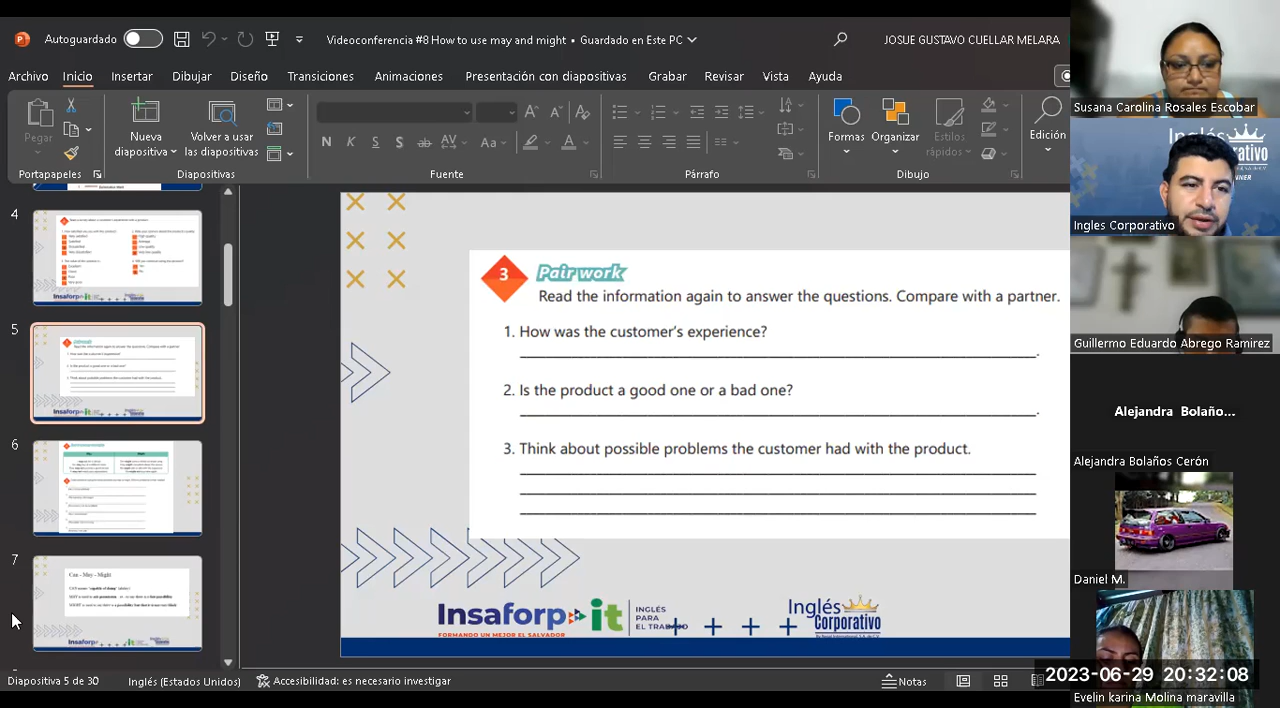 Autoguardado
Videoconferencia #8 How to use may and might • Guardado en Este PC
JOSUE GUSTAVO CUELLAR MELARA
Archivo Inicio Insertar Dibujar Diseño Transiciones Animaciones Presentación con diapositivas Grabar Revisar Vista Ayuda
Pegar
Nueva diapositiva
Volver a usar las diapositivas
N K S S ab AV Aa A
Formas
Organizar
Estilos rápidos
Edición
Portapapeles
Diapositivas
Fuente
Párrafo
Dibujo
4
5
6
7
Can - May - Might
3 Pair work
Read the information again to answer the questions. Compare with a partner.
1. How was the customer's experience?
2. Is the product a good one or a bad one?
3. Think about possible problems the customer had with the product.
Insaforp it
FORMANDO UN MEJOR EL SALVADOR
INGLÉS
PARA
EL TRABAJO
Inglés
Corporativo
Diapositiva 5 de 30
Inglés (Estados Unidos)
Accesibilidad: es necesario investigar
Notas
Susana Carolina Rosales Escobar
Ingles Corporativo
Guillermo Eduardo Abrego Ramirez
Alejandra Bolaño...
Alejandra Bolaños Cerón
Daniel M.
2023-06-29 20:32:08
Evelin karina Molina maravilla